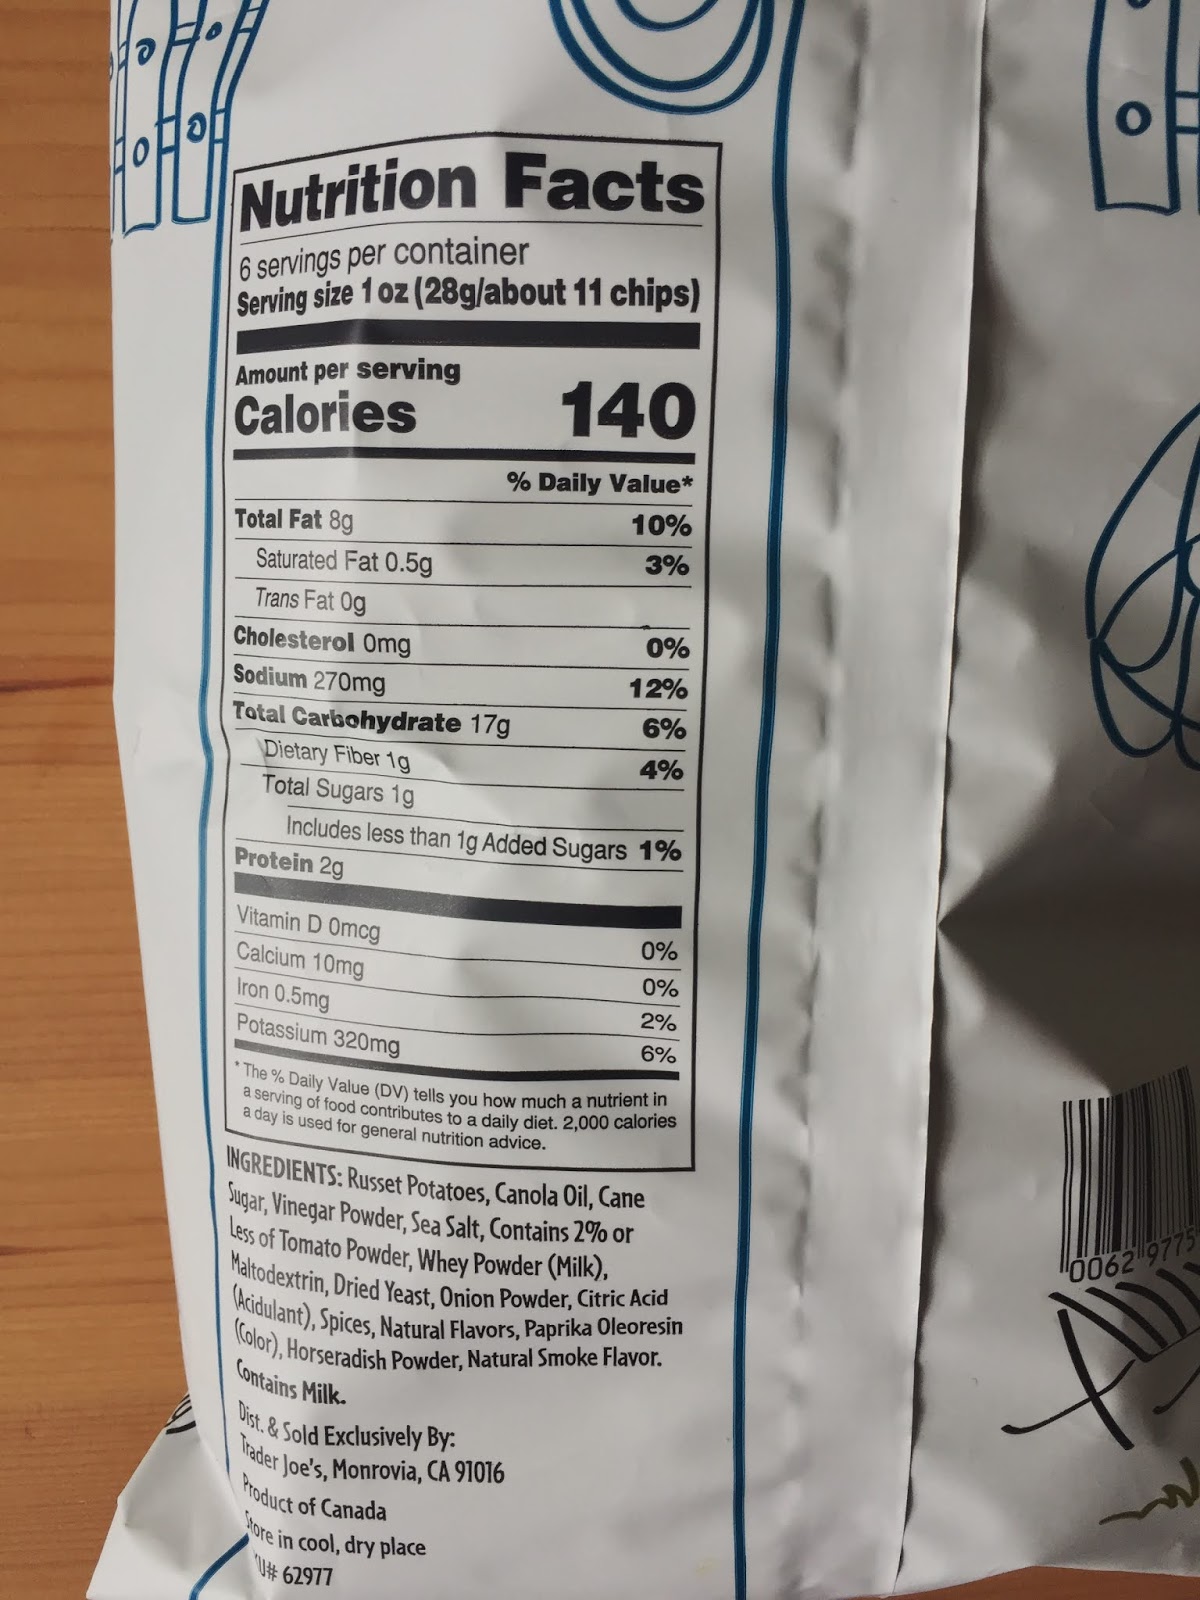 Nutrition Facts
6 servings per container
Serving size 1 oz (28g/about 11 chips)
Amount per serving
Calories 140
% Daily Value*
Total Fat 8g 10%
Saturated Fat 0.5g 3%
Trans Fat 0g
Cholesterol 0mg 0%
Sodium 270mg 12%
Total Carbohydrate 17g 6%
Dietary Fiber 1g 4%
Total Sugars 1g
Includes less than 1g Added Sugars 1%
Protein 2g
Vitamin D 0mcg 0%
Calcium 10mg 0%
Iron 0.5mg 2%
Potassium 320mg 6%
* The % Daily Value (DV) tells you how much a nutrient in
a serving of food contributes to a daily diet. 2,000 calories
a day is used for general nutrition advice.
INGREDIENTS: Russet Potatoes, Canola Oil, Cane
Sugar, Vinegar Powder, Sea Salt, Contains 2% or
Less of Tomato Powder, Whey Powder (Milk),
Maltodextrin, Dried Yeast, Onion Powder, Citric Acid
(Acidulant), Spices, Natural Flavors, Paprika Oleoresin
(Color), Horseradish Powder, Natural Smoke Flavor.
Contains Milk.
Dist. & Sold Exclusively By:
Trader Joe's, Monrovia, CA 91016
Product of Canada
Store in cool, dry place
U# 62977
0062 9775